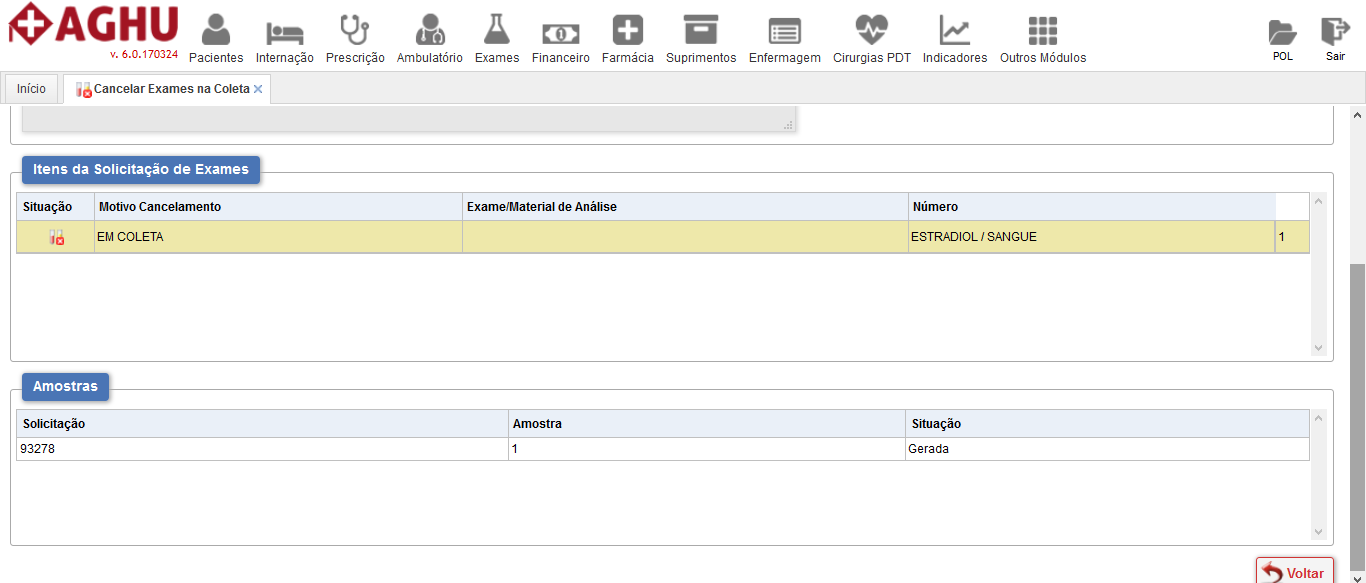 AGHU
v. 6.0.170324
Pacientes Internação Prescrição Ambulatório Exames Financeiro Farmácia Suprimentos Enfermagem Cirurgias PDT Indicadores Outros Módulos POL Sair
Início Cancelar Exames na Coleta
Itens da Solicitação de Exames
Situação Motivo Cancelamento Exame/Material de Análise Número
EM COLETA ESTRADIOL / SANGUE 1
Amostras
Solicitação Amostra Situação
93278 1 Gerada
Voltar